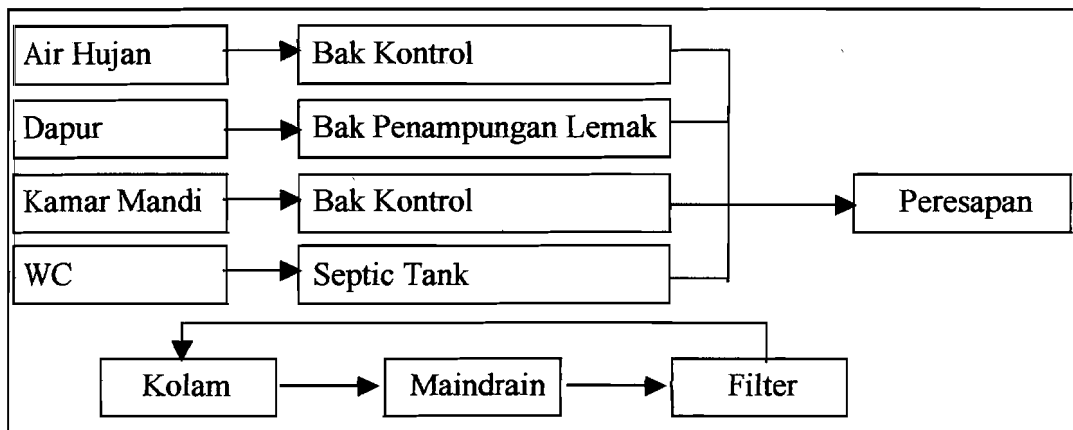 Air Hujan
Bak Kontrol
Dapur
Bak Penampungan Lemak
Kamar Mandi
Bak Kontrol
Peresapan
WC
Septic Tank
Kolam
Maindrain
Filter